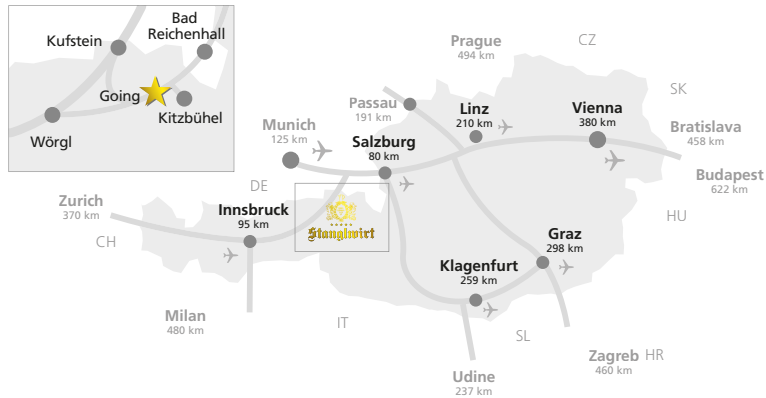 Bad
Reichenhall
Kufstein
Going
Kitzbühel
Wörgl
Prague
494 km
CZ
SK
Passau
191 km
Linz
210 km
Vienna
380 km
Munich
125 km
Salzburg
80 km
Bratislava
458 km
Budapest
622 km
DE
Zurich
370 km
CH
Innsbruck
95 km
Stanglwirt
HU
Graz
298 km
Klagenfurt
259 km
Milan
480 km
IT
SL
Zagreb
460 km
HR
Udine
237 km